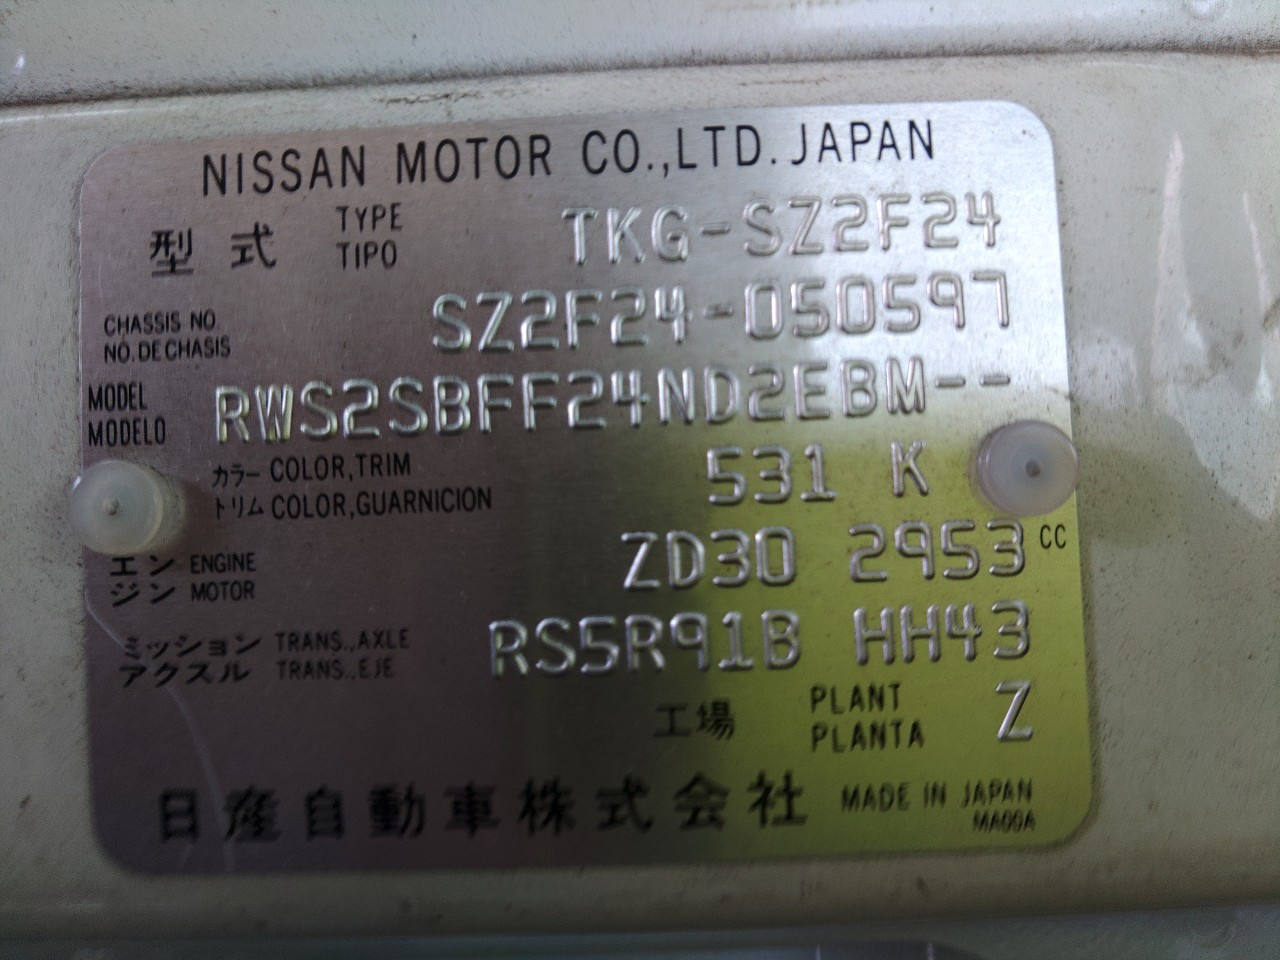 NISSAN MOTOR CO.,LTD. JAPAN
型式 TYPE TIPO TKG-SZ2F24
CHASSIS NO. NO. DE CHASIS SZ2F24-050597
MODEL MODELO RWS2SBFF24ND2EBM--
カラー COLOR,TRIM 531 K
トリム COLOR,GUARNICION
エンジン ENGINE MOTOR ZD30 2953 CC
ミッション TRANS.,AXLE RS5R91B HH43
アクスル TRANS.,EJE
工場 PLANT PLANTA Z
日産自動車株式会社 MADE IN JAPAN
MA00A